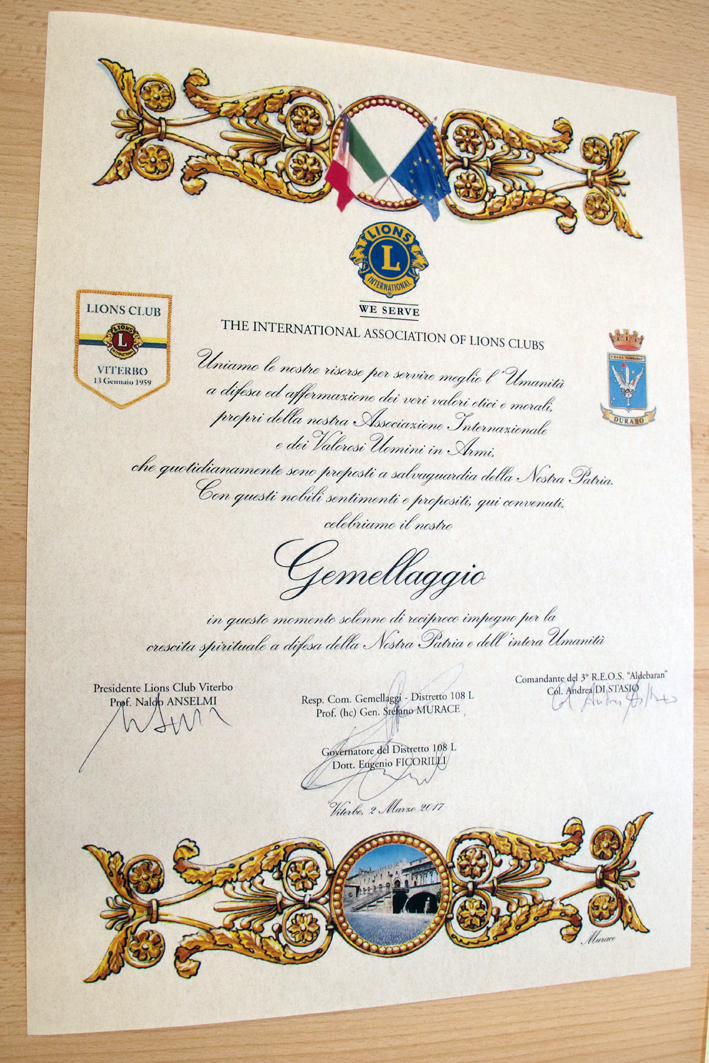 LIONS
L
INTERNATIONAL
WE SERVE
THE INTERNATIONAL ASSOCIATION OF LIONS CLUBS
LIONS CLUB
L
VITERBO
13 Gennaio 1959
DURABO
Uniamo le nostre risorse per servire meglio l'Umanità
a difesa ed affermazione dei veri valori etici e morali,
propri della nostra Associazione Internazionale
e dei Valorosi Uomini in Armi,
che quotidianamente sono preposti a salvaguardia della Nostra Patria.
Con questi nobili sentimenti e propositi, qui convenuti,
celebriamo il nostro
Gemellaggio
in questo momento solenne di reciproco impegno per la
crescita spirituale a difesa della Nostra Patria e dell'intera Umanità
Presidente Lions Club Viterbo
Prof. Naldo ANSELMI
Resp. Com. Gemellaggi - Distretto 108 L
Prof. (hc) Gen. Stefano MURACE
Comandante del 3° R.E.O.S. "Aldebaran"
Col. Andrea DI STASIO
Governatore del Distretto 108 L
Dott. Eugenio FICORILLI
Viterbo, 2 Marzo 2017
Murace